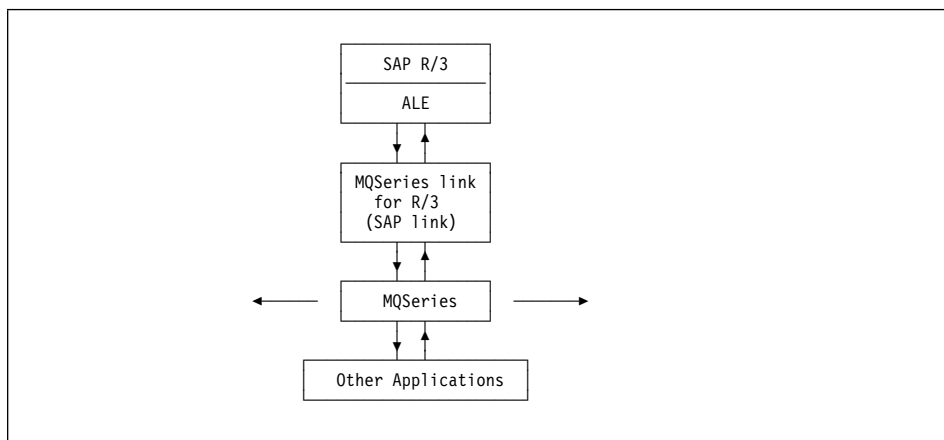 SAP R/3
ALE
MQSeries link
for R/3
(SAP link)
MQSeries
Other Applications